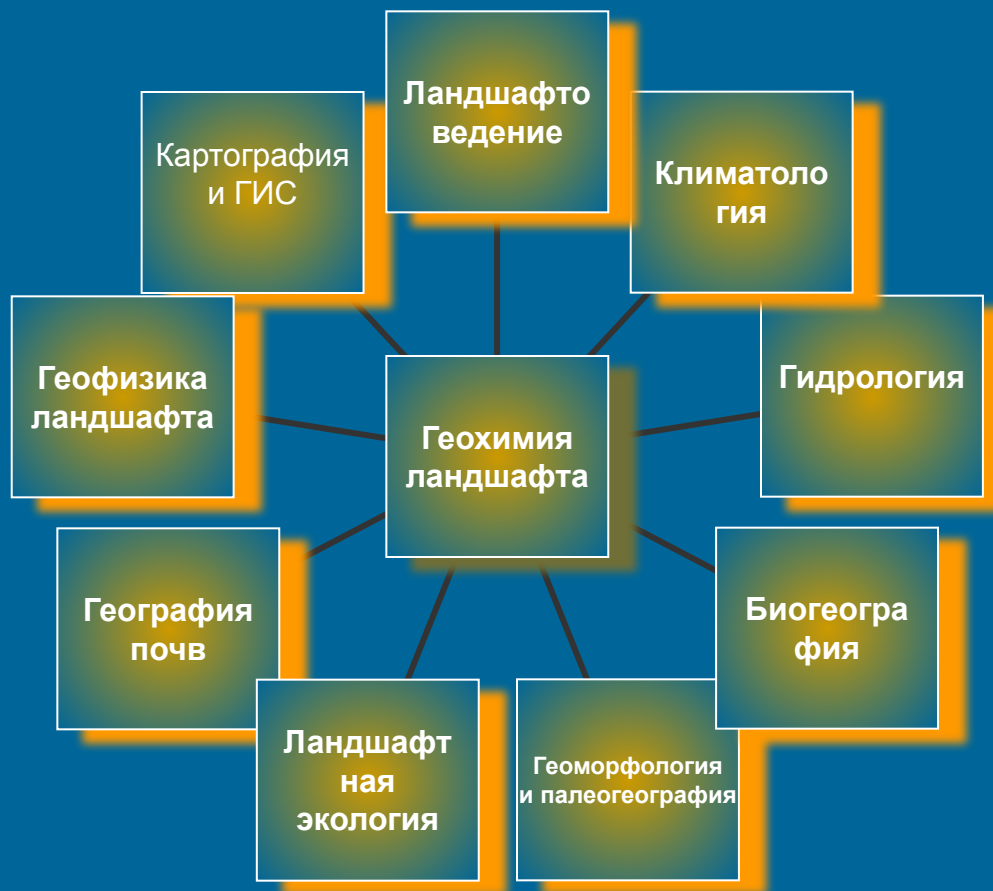 Ландшафто
ведение
Картография
и ГИС
Климатоло
гия
Геофизика
ландшафта
Гидрология
Геохимия
ландшафта
География
почв
Биогеогра
фия
Ландшафт
ная
экология
Геоморфология
и палеогеография